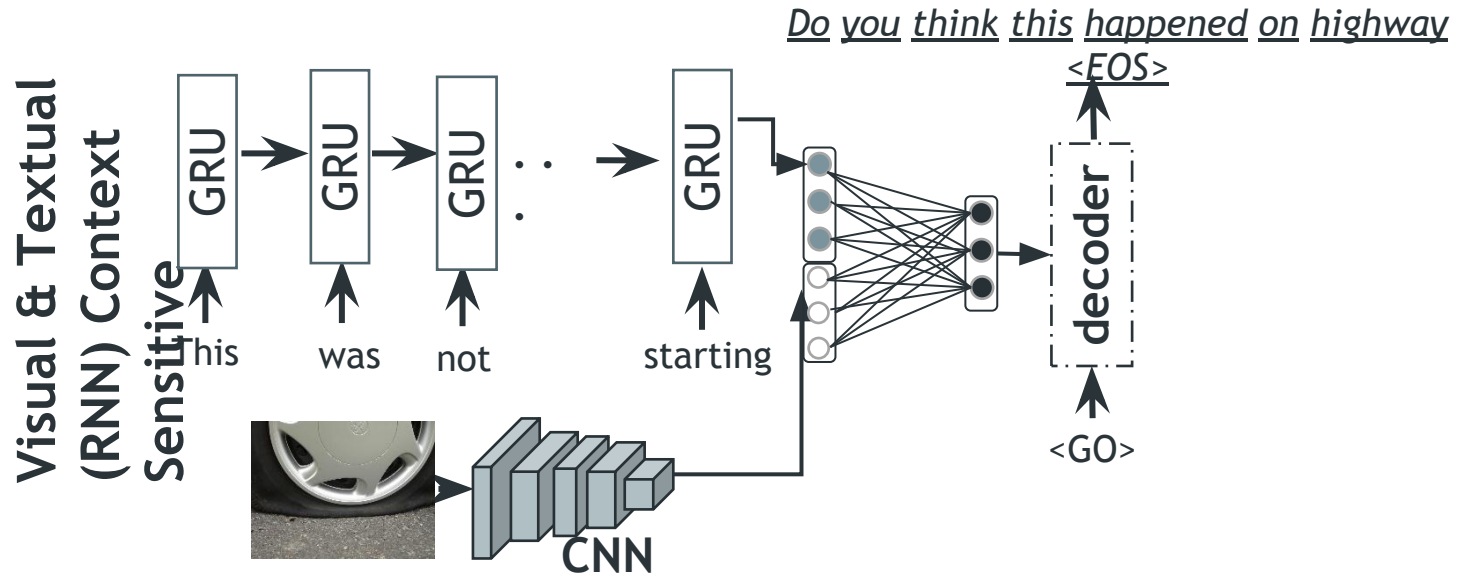 Do you think this happened on highway
<EOS>
Visual & Textual
(RNN) Context
Sensitive
GRU
GRU
GRU
. .
.
GRU
decoder
This
was
not
starting
<GO>
CNN